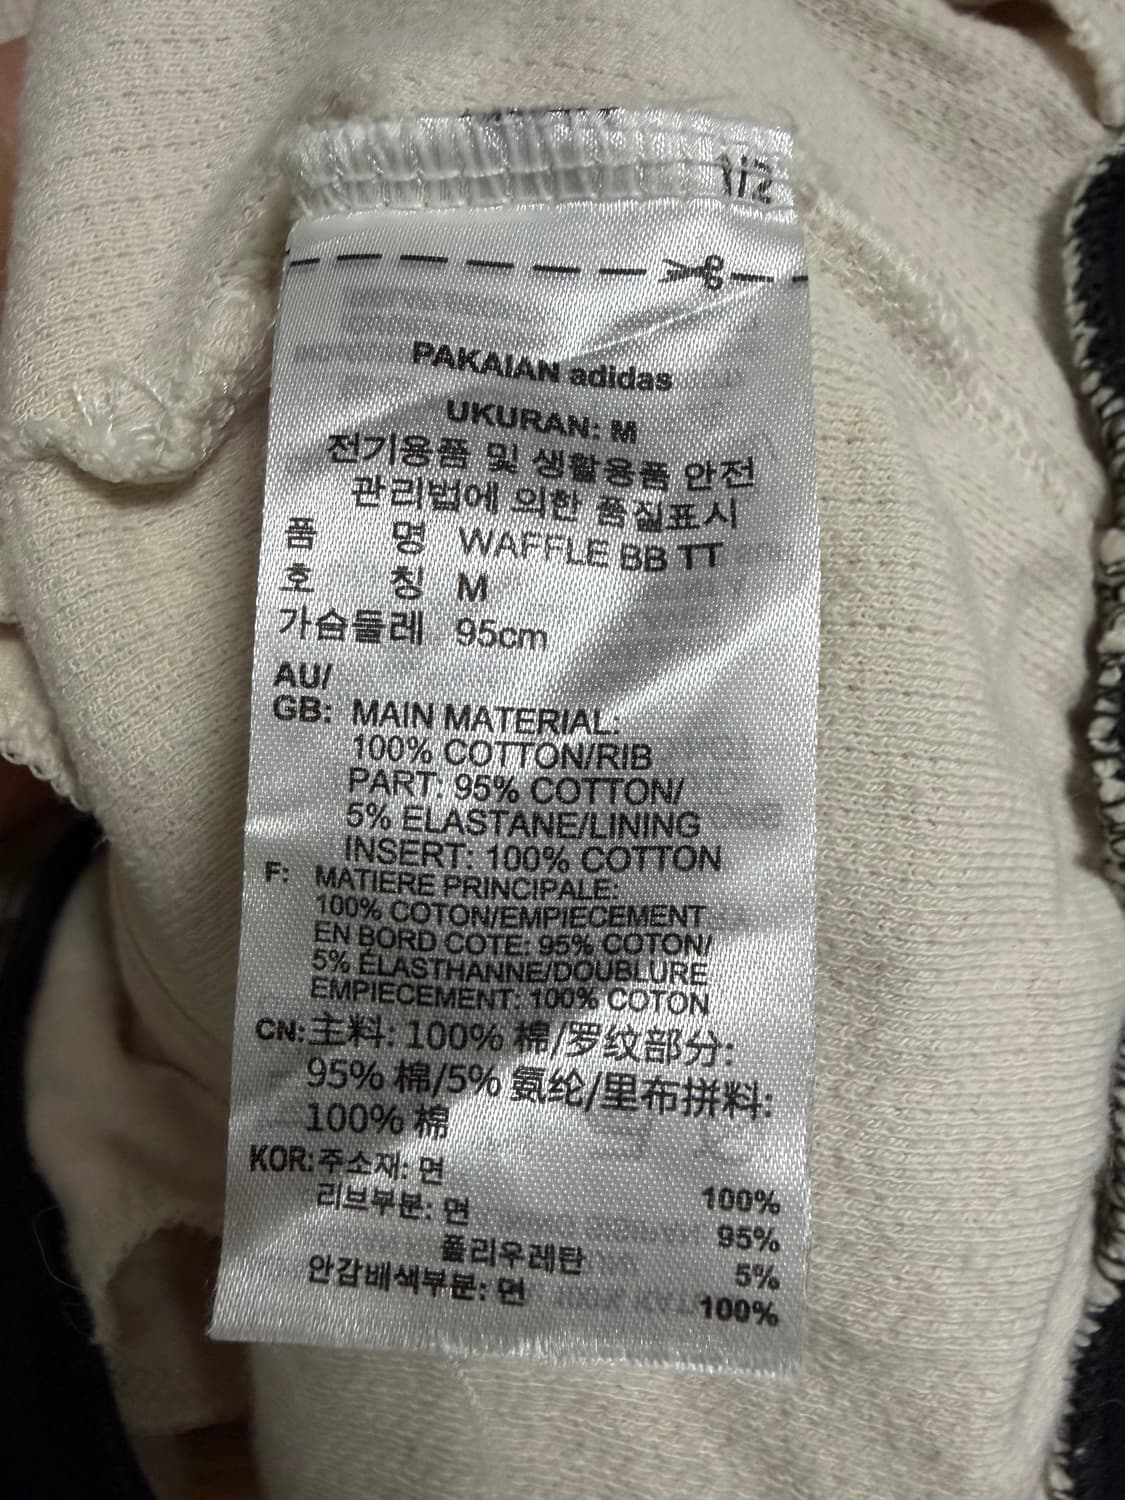 PAKAIAN adidas
UKURAN: M
전기용품 및 생활용품 안전
관리법에 의한 품질표시
품 명 WAFFLE BB TT
호 칭 M
가슴둘레 95cm
AU/
GB: MAIN MATERIAL:
100% COTTON/RIB
PART: 95% COTTON/
5% ELASTANE/LINING
INSERT: 100% COTTON
F: MATIERE PRINCIPALE:
100% COTON/EMPIECEMENT
EN BORD COTE: 95% COTON/
5% ÉLASTHANNE/DOUBLURE
EMPIECEMENT: 100% COTON
CN: 主料: 100% 棉/罗纹部分:
95% 棉/5% 氨纶/里布拼料:
100% 棉
KOR: 주소재: 면 100%
리브부분: 면 95%
폴리우레탄 5%
안감배색부분: 면 100%